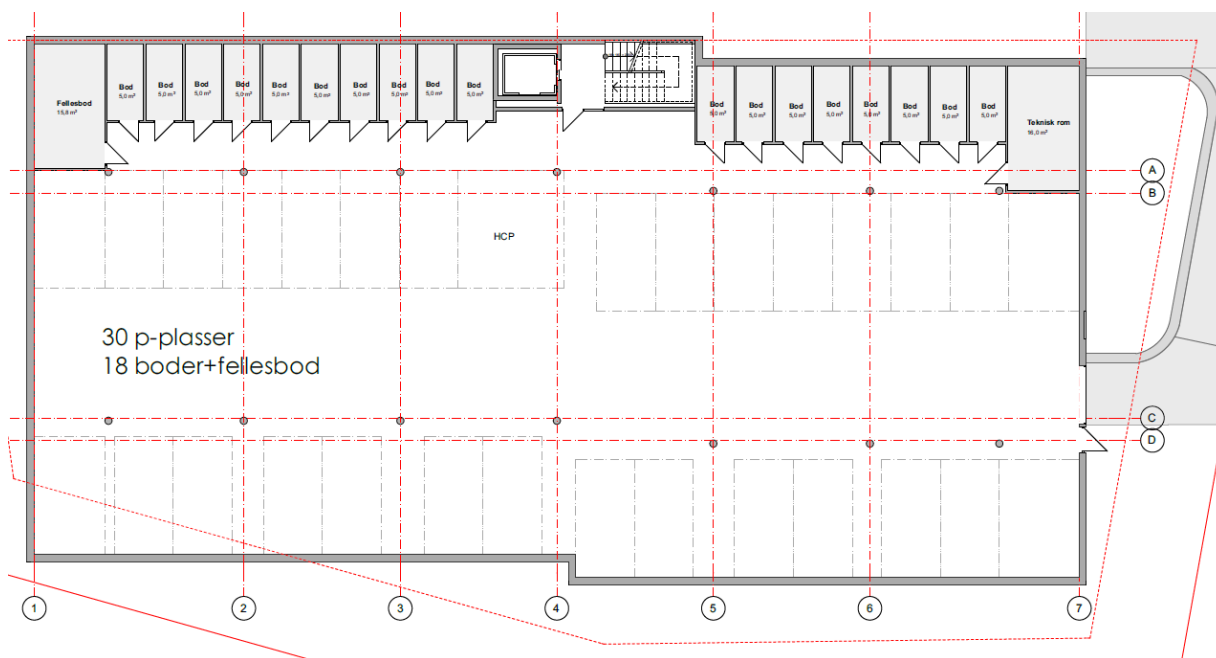 Fellesbod
15,8 m²
Bod
5,0 m²
Bod
5,0 m²
Bod
5,0 m²
Bod
5,0 m²
Bod
5,0 m²
Bod
5,0 m²
Bod
5,0 m²
Bod
5,0 m²
Bod
5,0 m²
Bod
5,0 m²
Bod
5,0 m²
Bod
5,0 m²
Bod
5,0 m²
Bod
5,0 m²
Bod
5,0 m²
Bod
5,0 m²
Bod
5,0 m²
Bod
5,0 m²
Teknisk rom
16,0 m²
A
B
HCP
30 p-plasser
18 boder+fellesbod
C
D
1
2
3
4
5
6
7